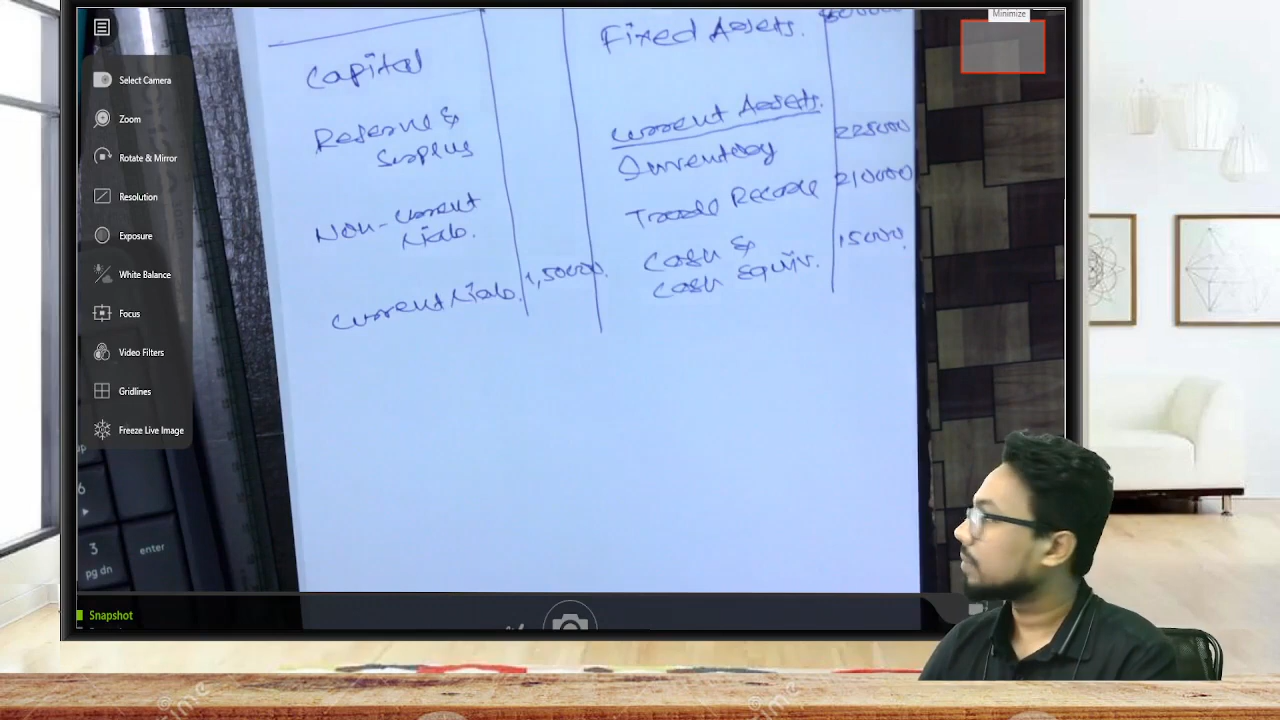 Minimize
Select Camera
Zoom
Rotate & Mirror
Resolution
Exposure
White Balance
Focus
Video Filters
Gridlines
Freeze Live Image
Capital
Reserve &
Surplus
Non-Current
Liab.
Current Liab. 1,50000.
Fixed Assets.
Current Assets.
Inventory 225000
Trade 210000
Cash & 15000.
Cash Equiv.
6
3
pg dn
enter
Snapshot